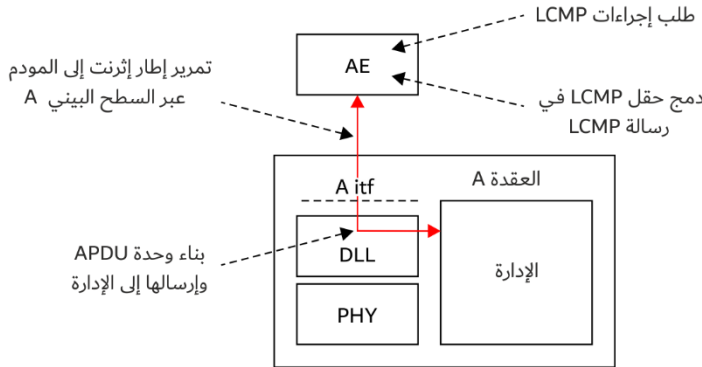 طلب إجراءات LCMP
AE
تمرير إطار إثرنت إلى المودم
عبر السطح البيني A
دمج حقل LCMP في
رسالة LCMP
العقدة A
A itf
DLL
بناء وحدة APDU
وإرسالها إلى الإدارة
الإدارة
PHY